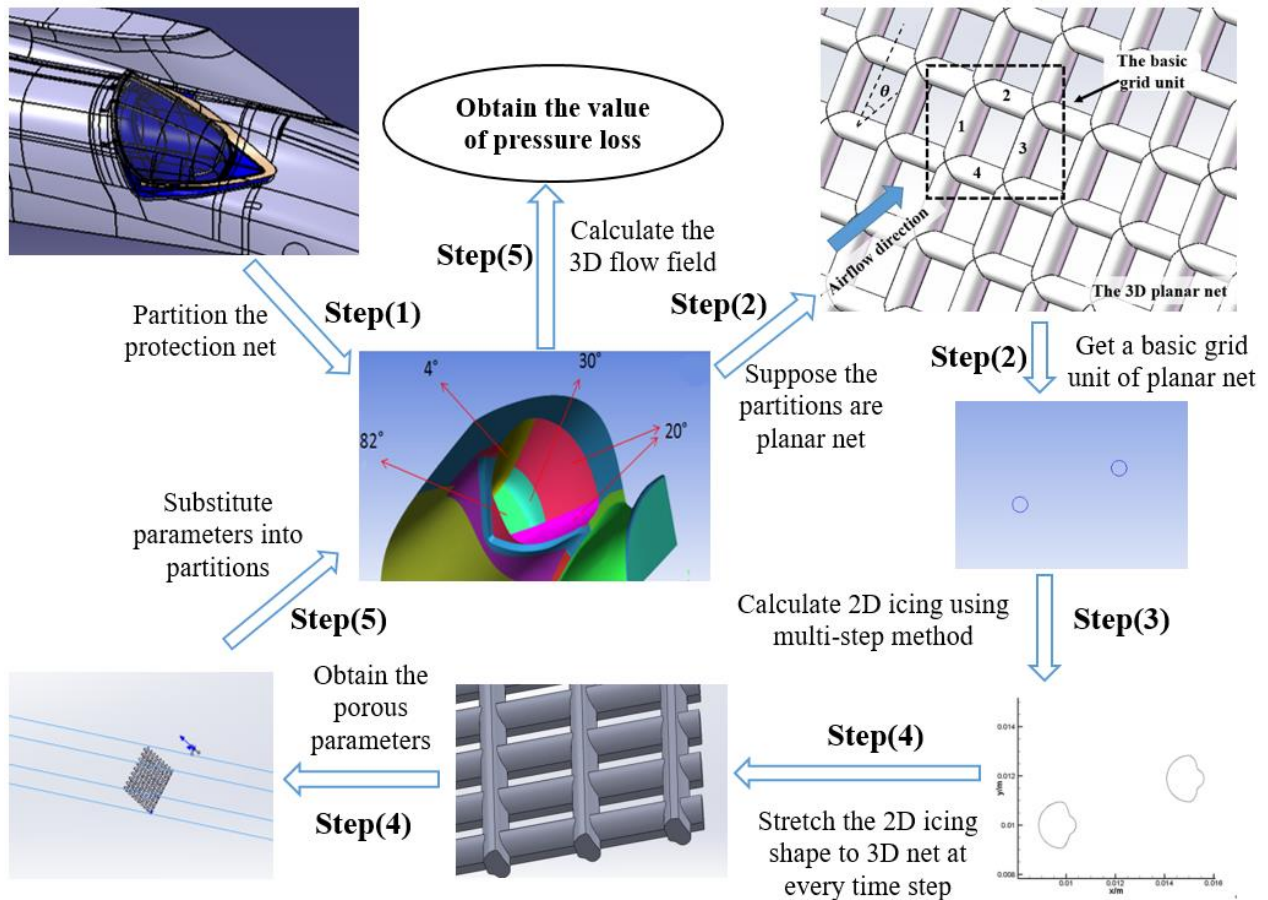 Obtain the value
of pressure loss
θ
1
2
3
4
The basic
grid unit
Airflow direction
The 3D planar net
Partition the
protection net
Step(1)
Step(5)
Calculate the
3D flow field
Step(2)
Suppose the
partitions are
planar net
Step(2)
Get a basic grid
unit of planar net
4°
30°
82°
20°
Substitute
parameters into
partitions
Step(5)
Calculate 2D icing using
multi-step method
Step(3)
Obtain the
porous
parameters
Step(4)
Step(4)
Stretch the 2D icing
shape to 3D net at
every time step
y/m
0.014
0.012
0.01
0.008
0.01
0.012
0.014
0.016
x/m